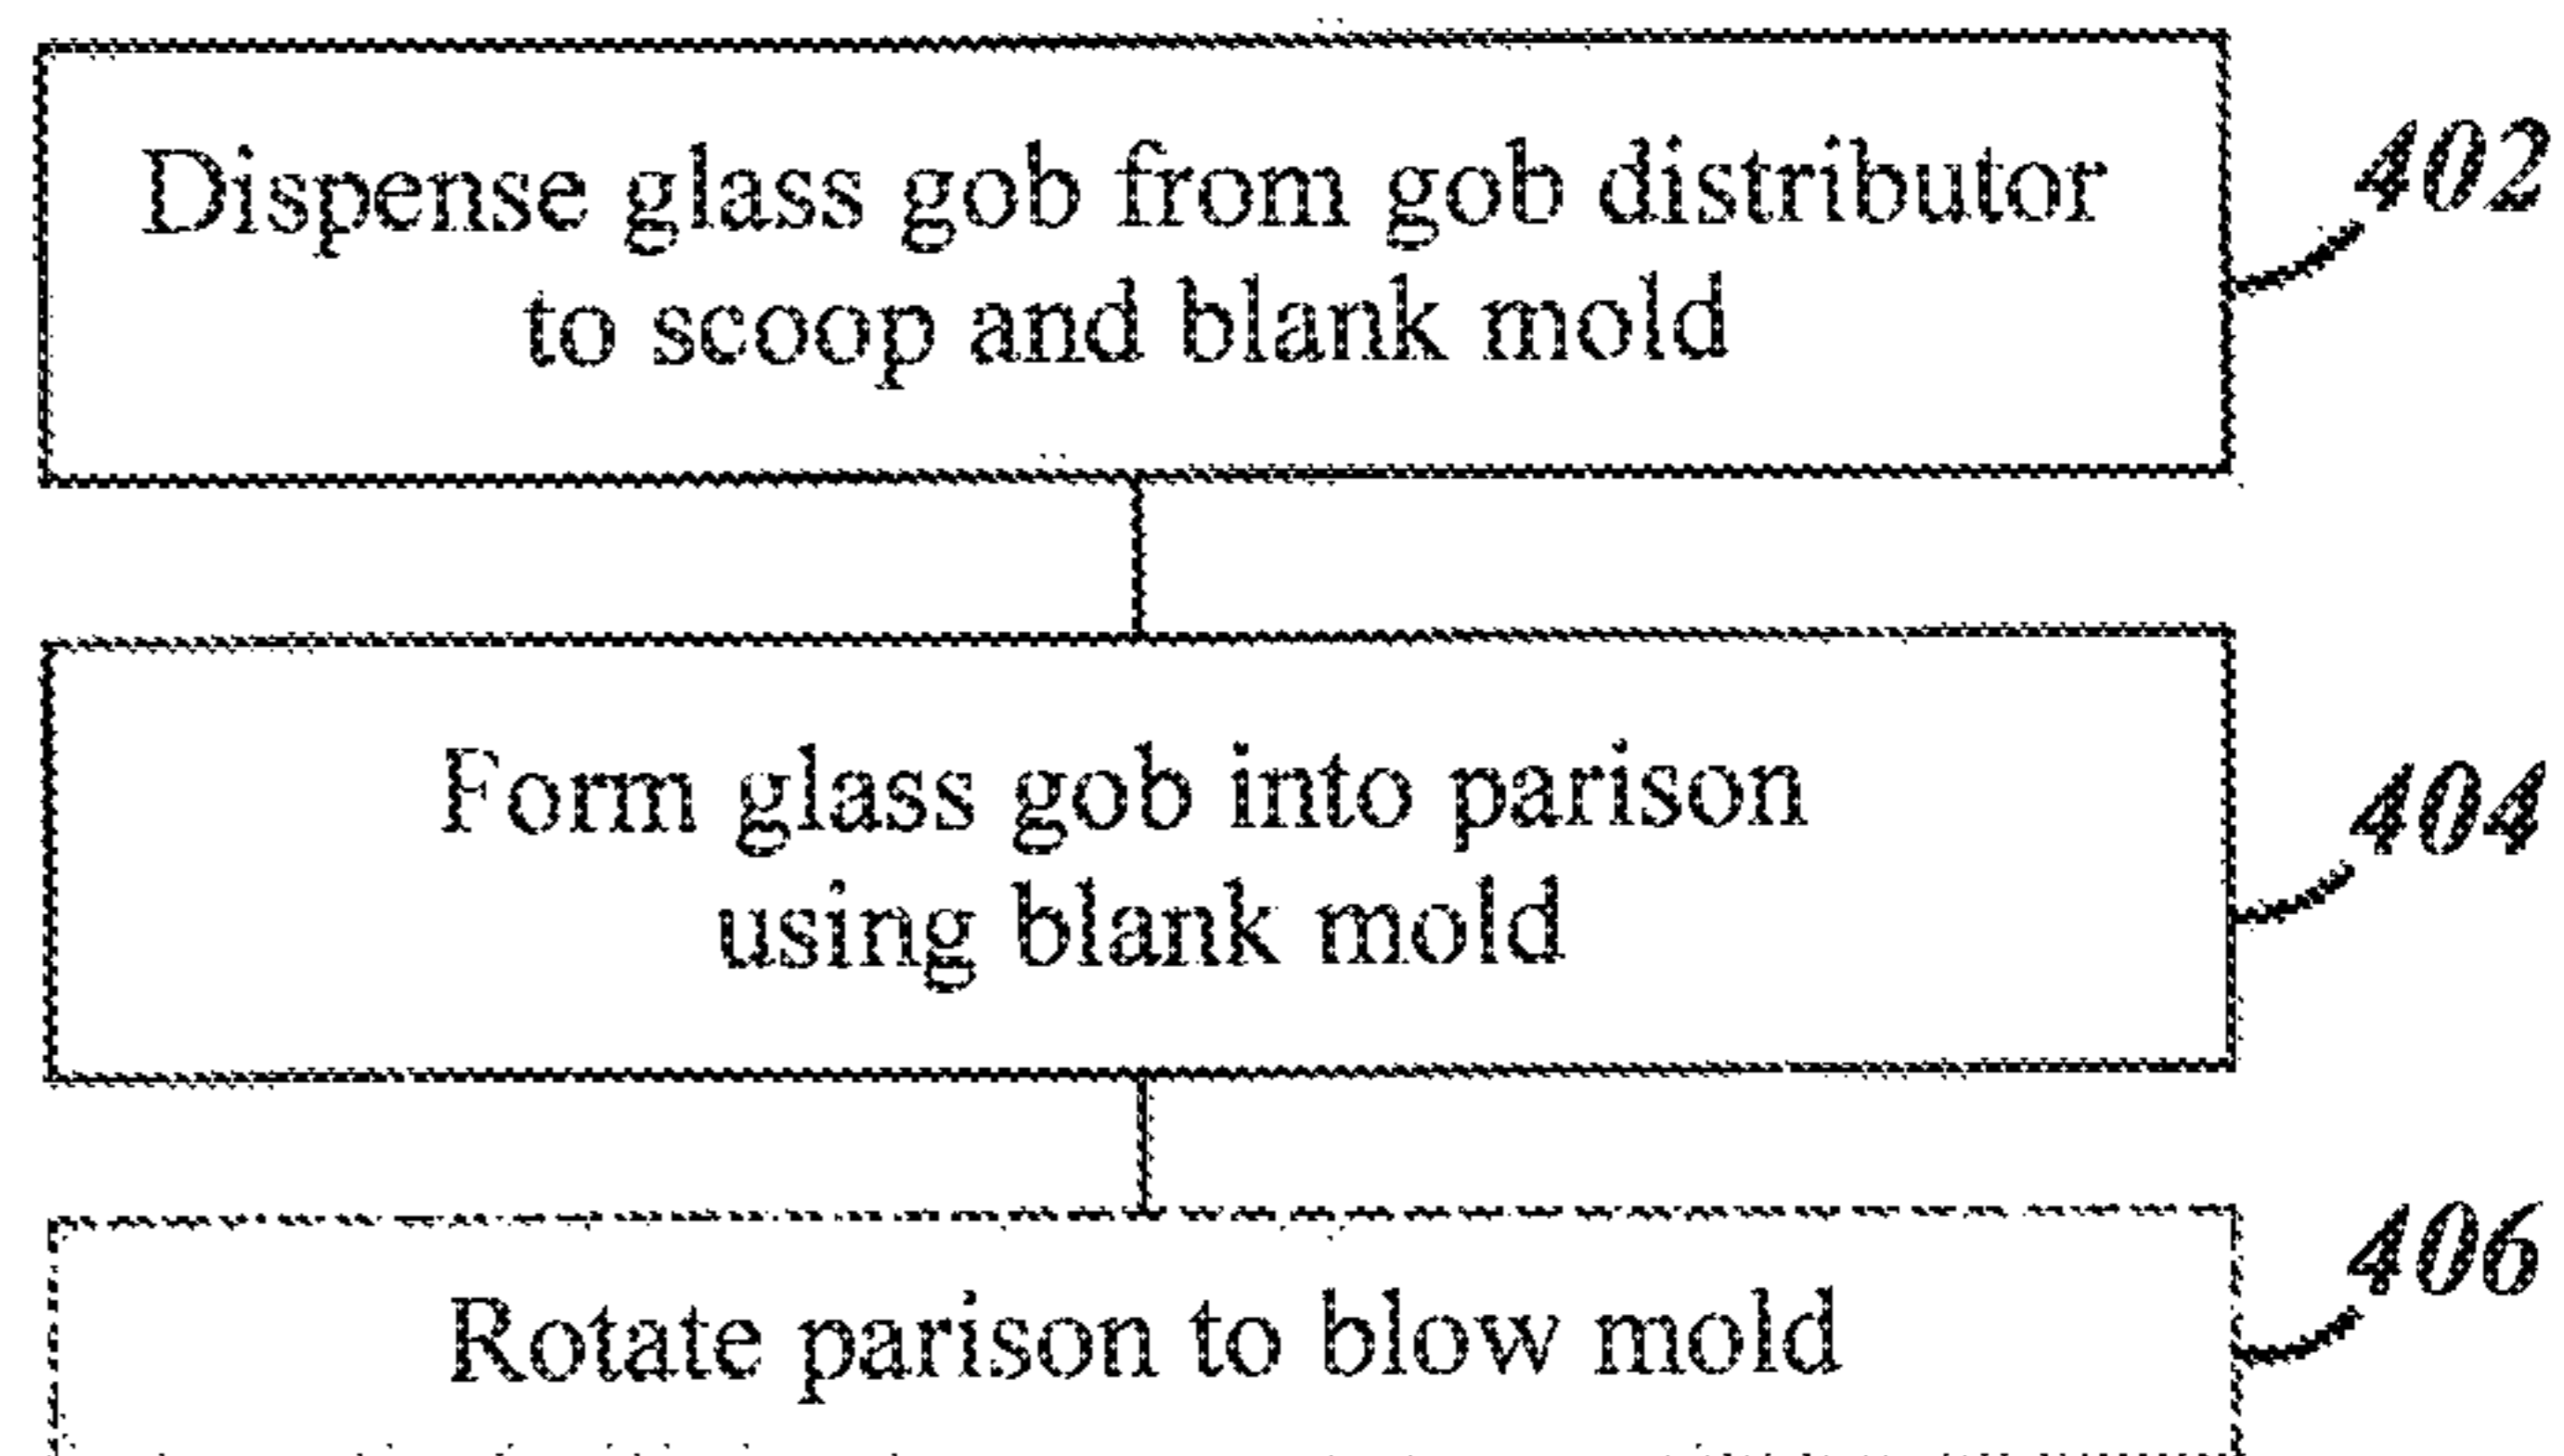 Dispense glass gob from gob distributor
to scoop and blank mold
402
Form glass gob into parison
using blank mold
404
Rotate parison to blow mold
406